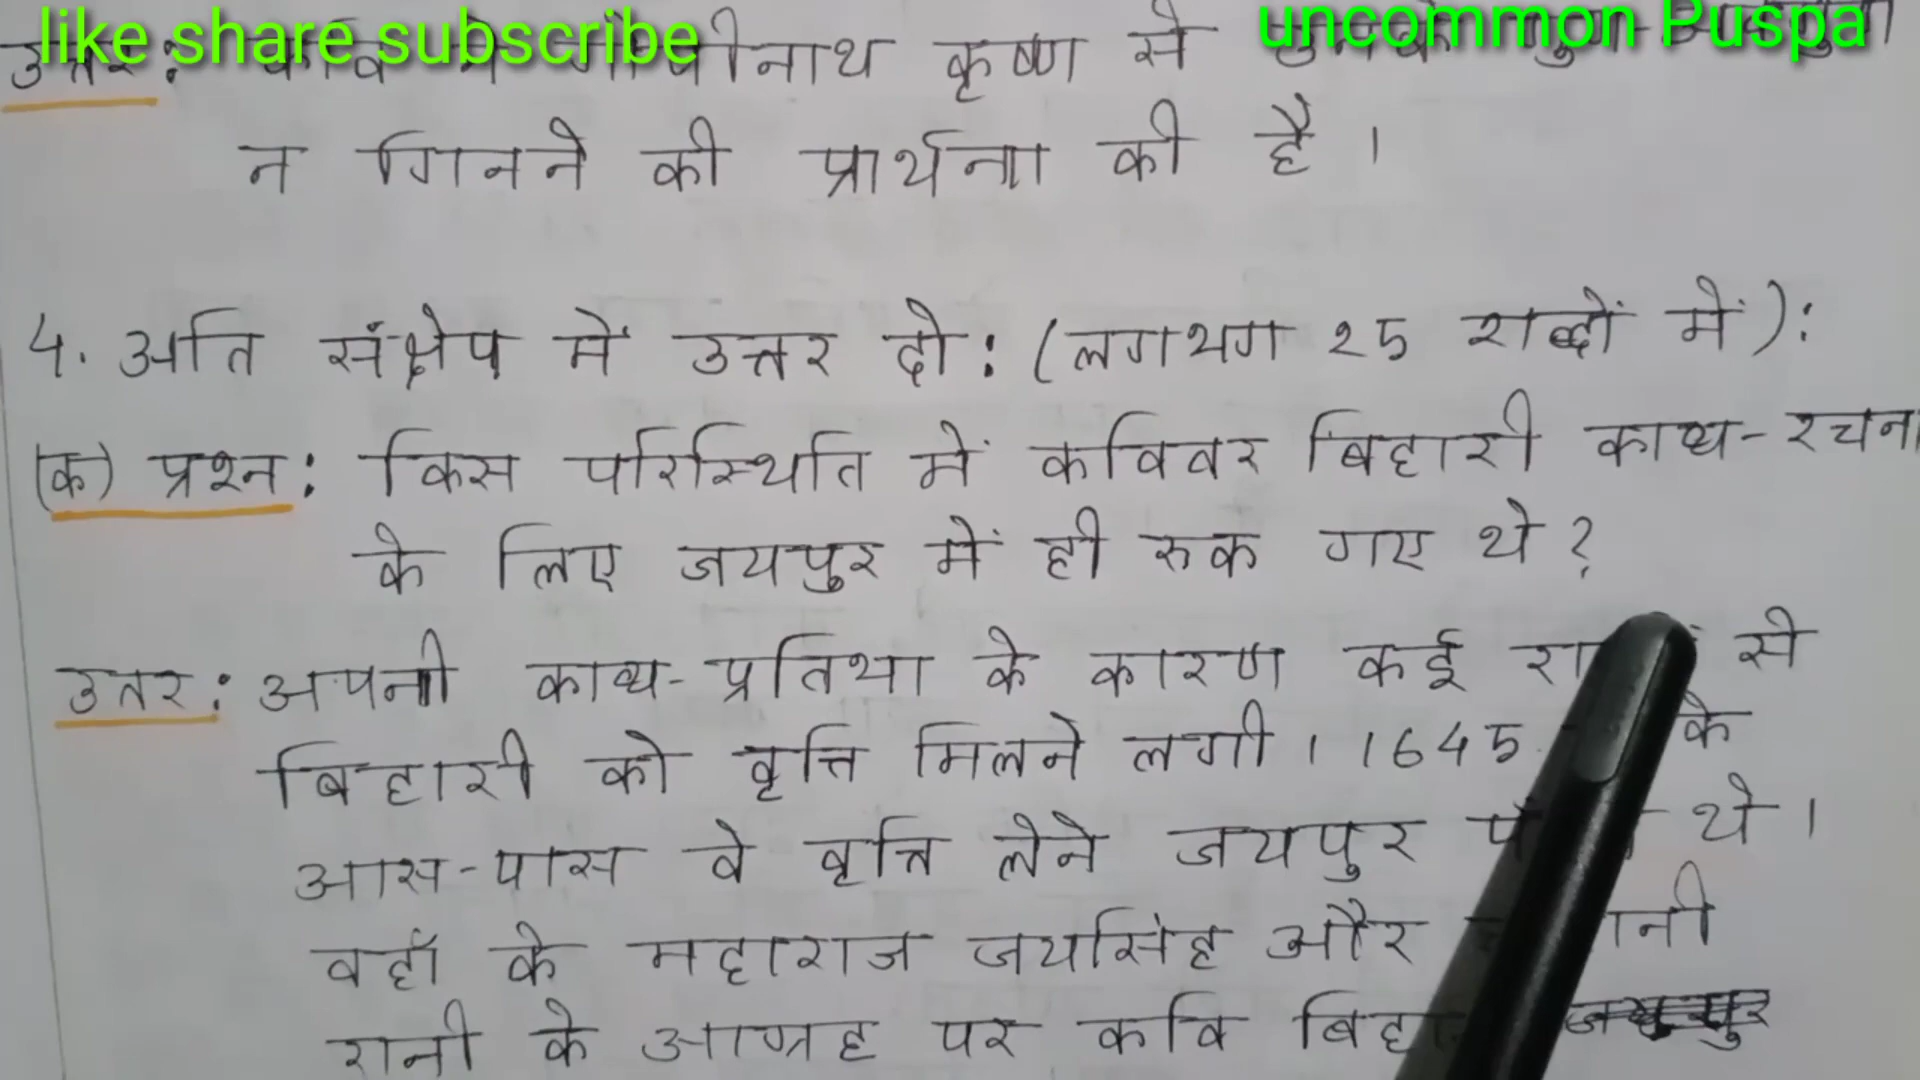 like share subscribe
uncommon Puspa
उत्तर: कृष्ण से
न गिनने की प्रार्थना की है ।
4. अति संक्षेप में उत्तर दो: (लगभग 25 शब्दों में):
(क) प्रश्न: किस परिस्थिति में कविवर बिहारी काव्य-रचना
के लिए जयपुर में ही रुक गए थे?
उत्तर: अपनी काव्य-प्रतिभा के कारण कई से
बिहारी को वृत्ति मिलने लगी । 1645 के
आस-पास वे वृत्ति लेने जयपुर थे ।
वहाँ के महाराज जयसिंह और
रानी के आग्रह पर कवि